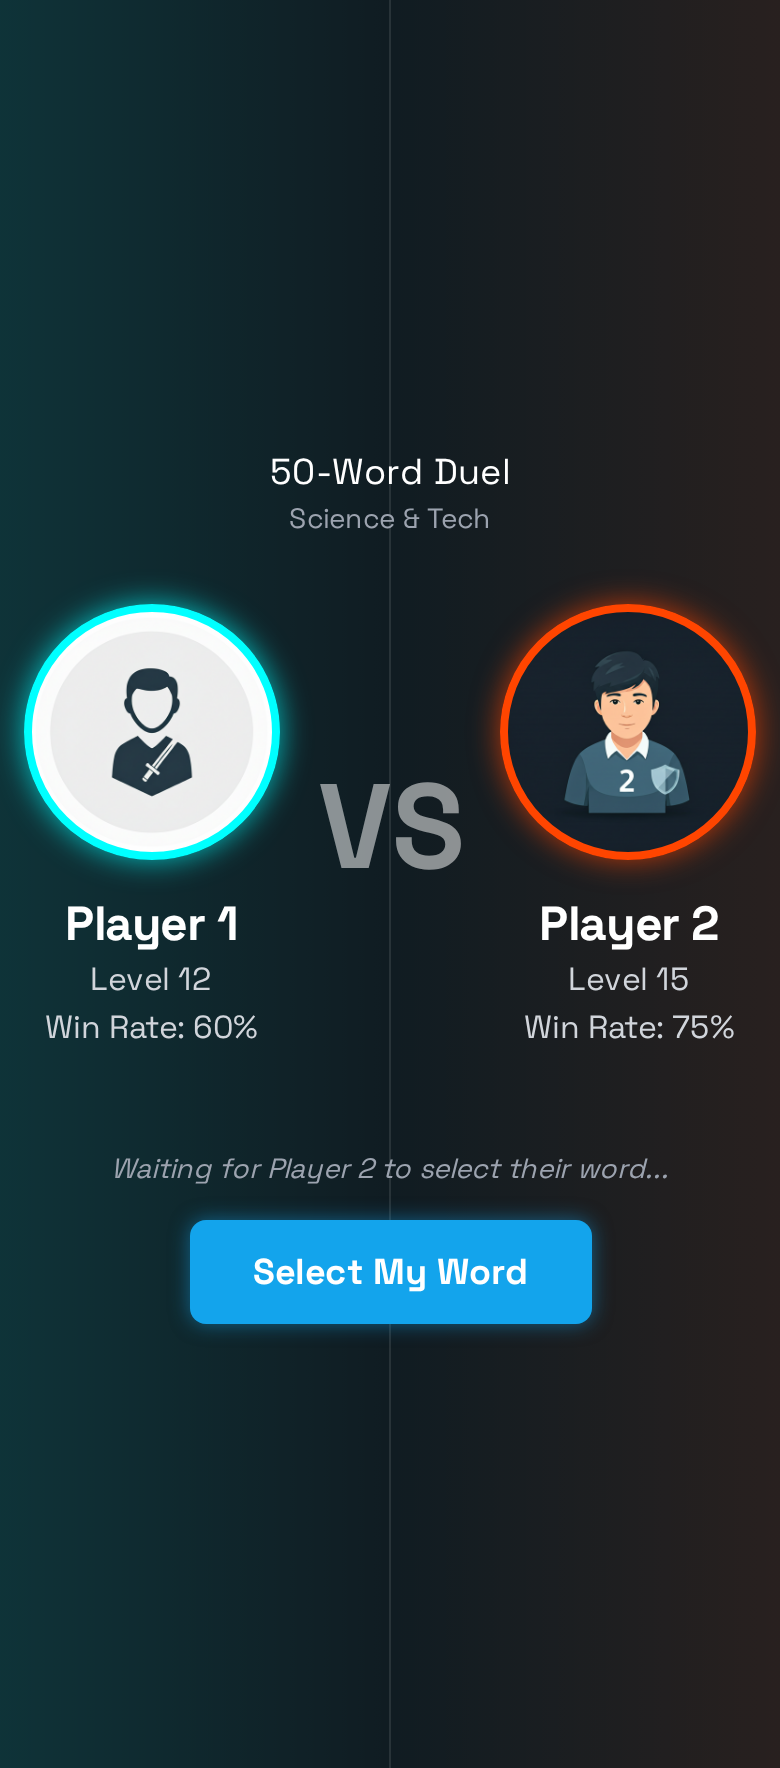 50-Word Duel
Science & Tech
2
VS
Player 1
Player 2
Level 12
Level 15
Win Rate: 60%
Win Rate: 75%
Waiting for Player 2 to select their word...
Select My Word